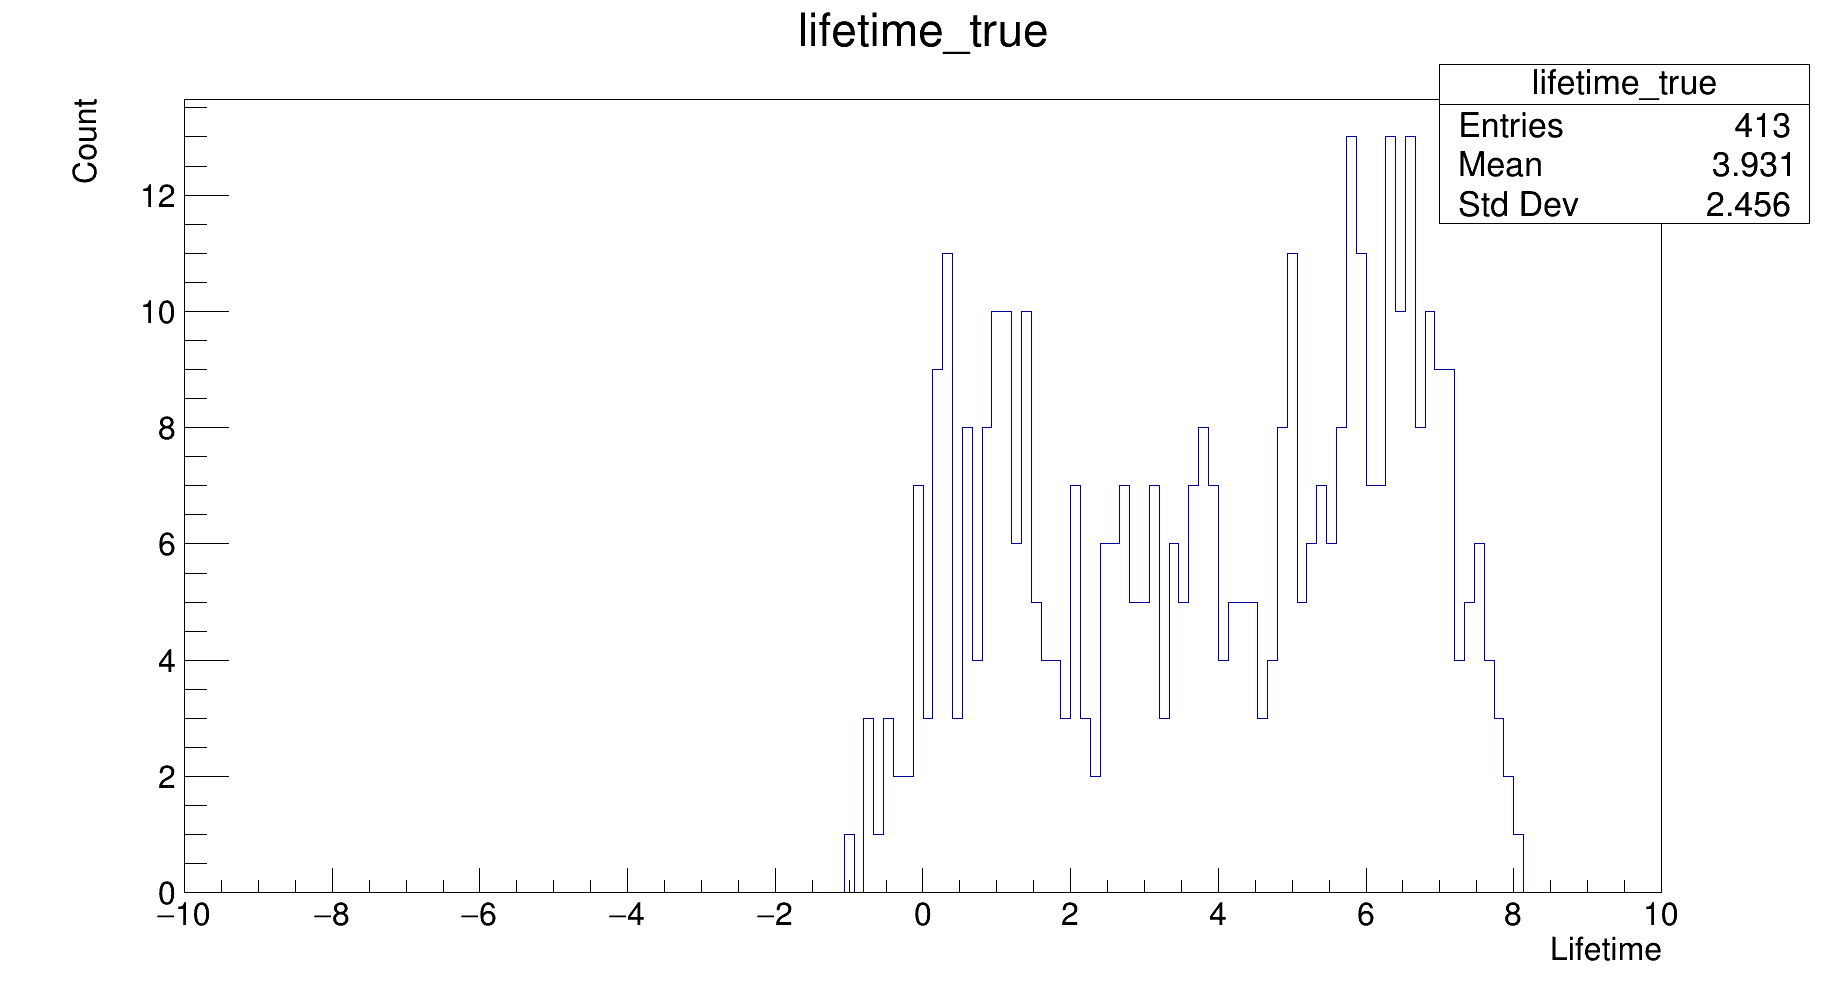 lifetime_true
lifetime_true
Entries 413
Mean 3.931
Std Dev 2.456
Count
12
10
8
6
4
2
0
−10 −8 −6 −4 −2 0 2 4 6 8 10
Lifetime